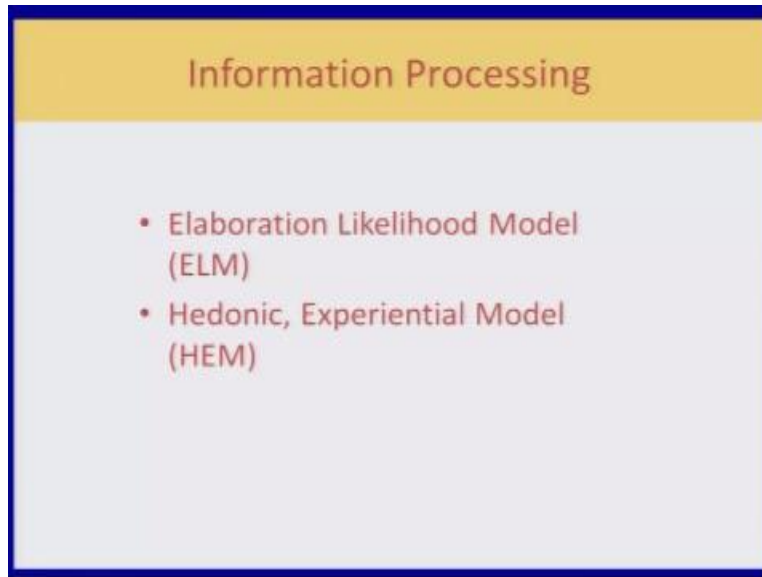 Information Processing
• Elaboration Likelihood Model
(ELM)
• Hedonic, Experiential Model
(HEM)